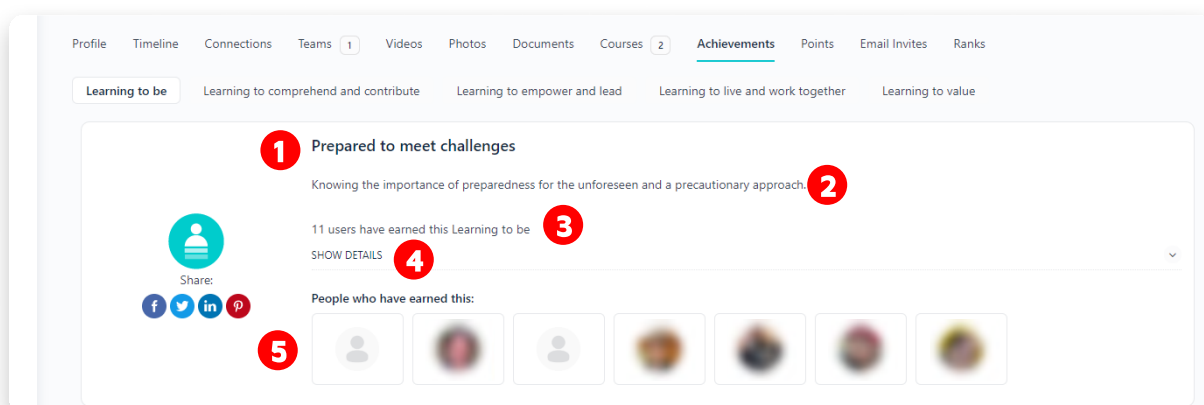 Profile Timeline Connections Teams 1 Videos Photos Documents Courses 2 Achievements Points Email Invites Ranks
Learning to be Learning to comprehend and contribute Learning to empower and lead Learning to live and work together Learning to value
1 Prepared to meet challenges
Knowing the importance of preparedness for the unforeseen and a precautionary approach. 2
11 users have earned this Learning to be 3
SHOW DETAILS 4
Share:
f in
People who have earned this:
5